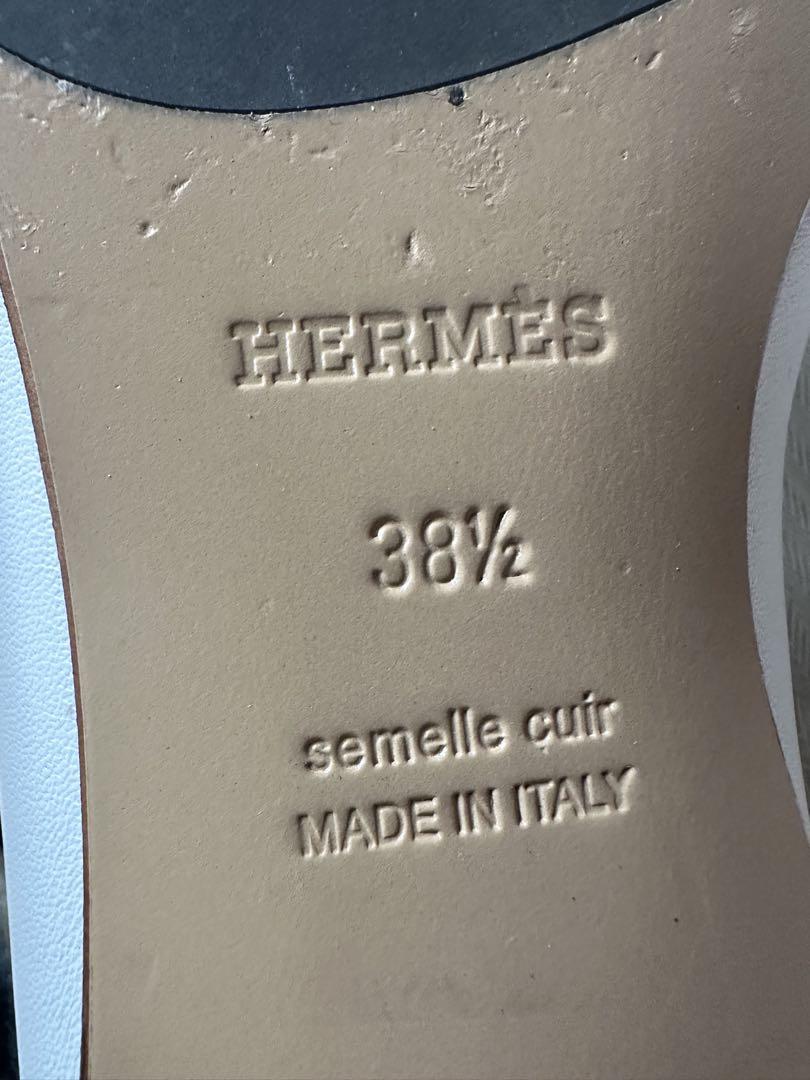 HERMÈS
38½
semelle cuir
MADE IN ITALY